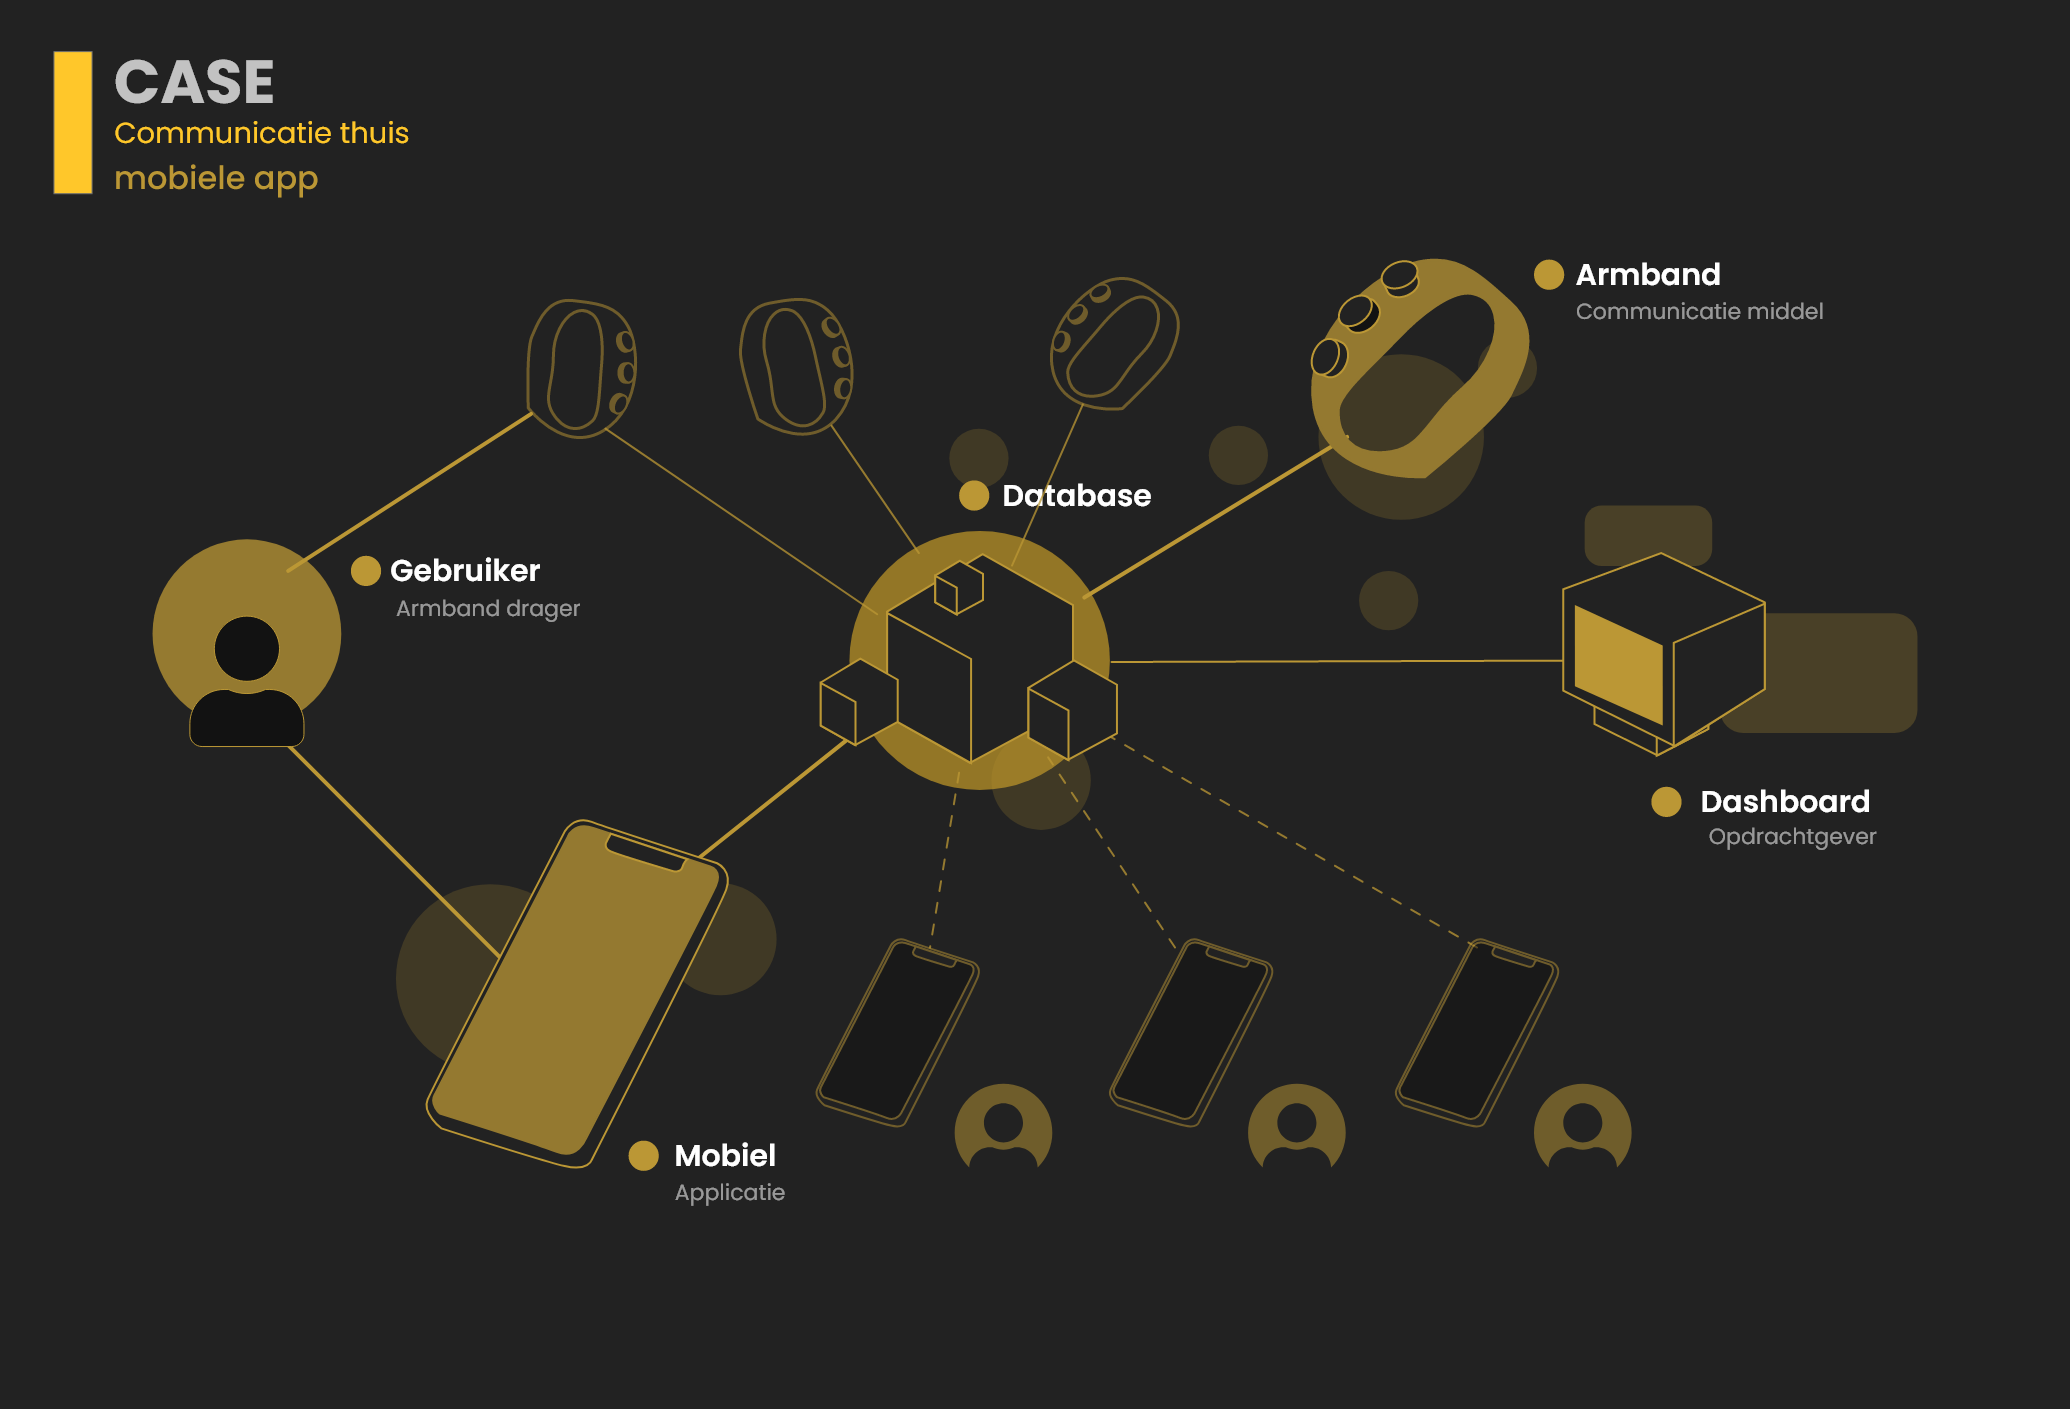 CASE
Communicatie thuis
mobiele app
Armband
Communicatie middel
Database
Gebruiker
Armband drager
Dashboard
Opdrachtgever
Mobiel
Applicatie